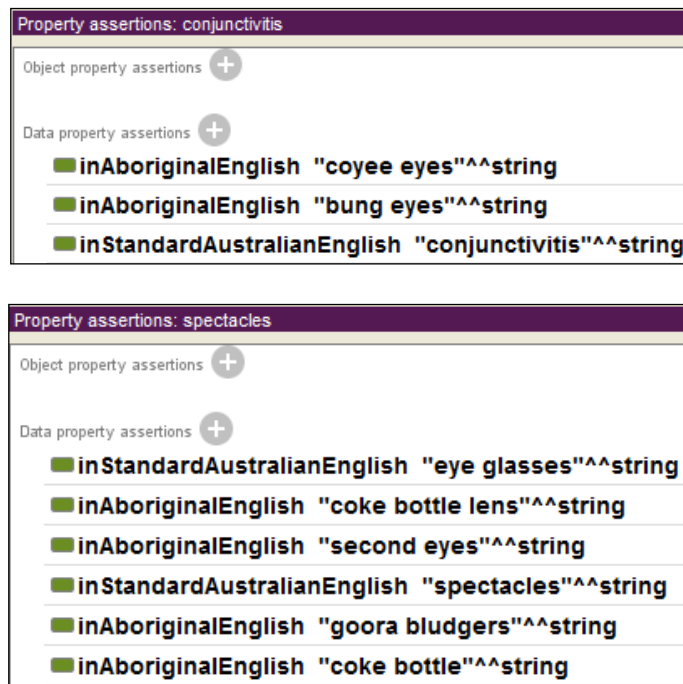 Property assertions: conjunctivitis
Object property assertions
Data property assertions
inAboriginalEnglish "coyee eyes"^^string
inAboriginalEnglish "bung eyes"^^string
inStandardAustralianEnglish "conjunctivitis"^^string
Property assertions: spectacles
Object property assertions
Data property assertions
inStandardAustralianEnglish "eye glasses"^^string
inAboriginalEnglish "coke bottle lens"^^string
inAboriginalEnglish "second eyes"^^string
inStandardAustralianEnglish "spectacles"^^string
inAboriginalEnglish "goora bludgers"^^string
inAboriginalEnglish "coke bottle"^^string